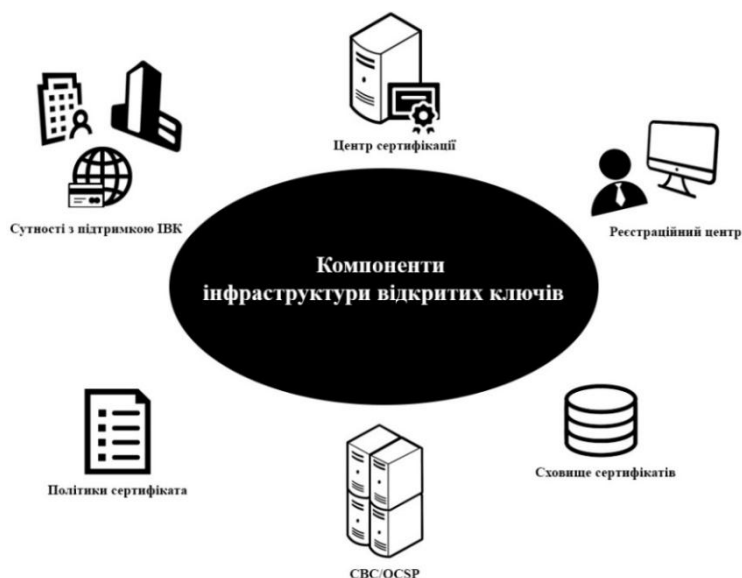 Центр сертифікації
Сутності з підтримкою ІВК
Реєстраційний центр
Компоненти
інфраструктури відкритих ключів
Політики сертифіката
Сховище сертифікатів
СВС/OCSP